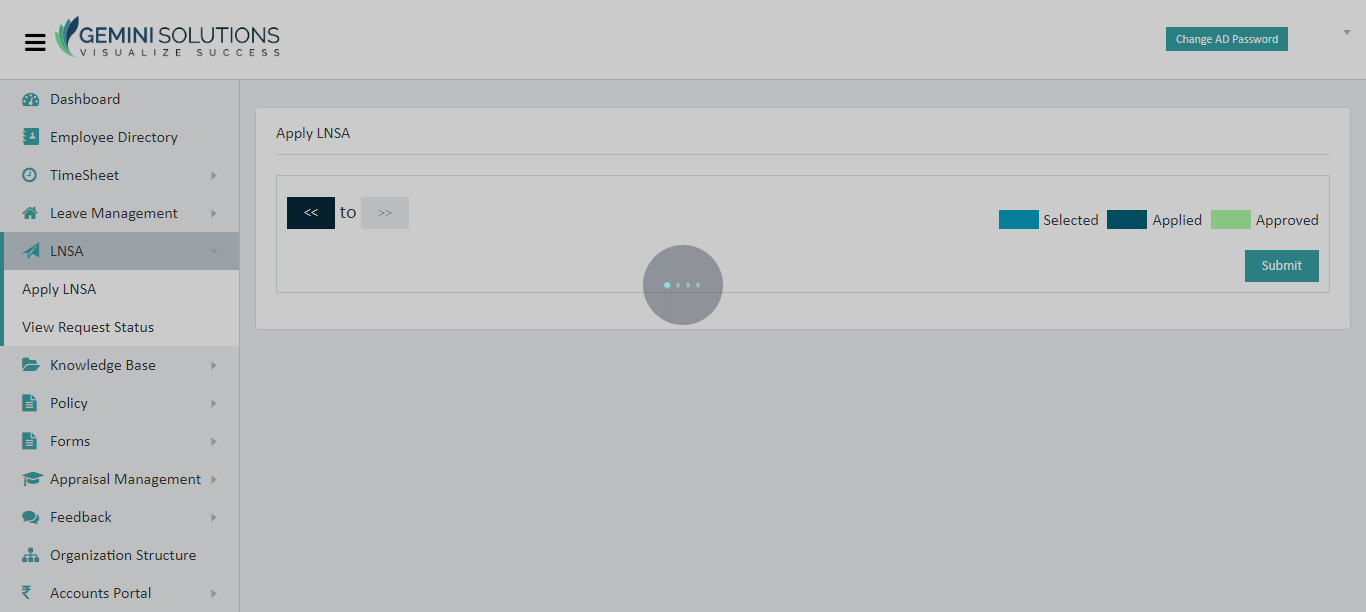 GEMINI SOLUTIONS
VISUALIZE SUCCESS
Change AD Password
Dashboard
Employee Directory
TimeSheet
Leave Management
LNSA
Apply LNSA
View Request Status
Knowledge Base
Policy
Forms
Appraisal Management
Feedback
Organization Structure
₹ Accounts Portal
Apply LNSA
<< to >>
Selected Applied Approved
Submit